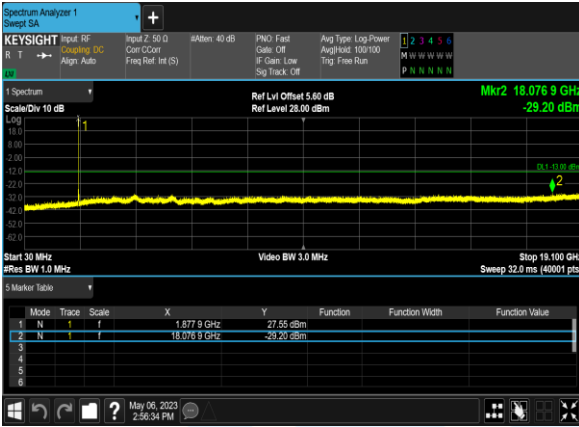 Spectrum Analyzer 1
Swept SA
KEYSIGHT Input: RF Input Z: 50 Ω #Atten: 40 dB PNO: Fast Avg Type: Log-Power 1 2 3 4 5 6
R T Coupling: DC Corr CCorr Gate: Off Avg|Hold: 100/100 M W W W W W
Align: Auto Freq Ref: Int (S) IF Gain: Low Trig: Free Run
Sig Track: Off P N N N N N
1 Spectrum
Ref Lvl Offset 5.60 dB Mkr2 18.076 9 GHz
Scale/Div 10 dB Ref Level 28.00 dBm -29.20 dBm
Log
18.0
8.00
-2.00
-12.0
-22.0
-32.0
-42.0
-52.0
-62.0
1
DL1 -13.00 dBm
2
Start 30 MHz Video BW 3.0 MHz Stop 19.100 GHz
#Res BW 1.0 MHz Sweep 32.0 ms (40001 pts
5 Marker Table
Mode Trace Scale X Y Function Function Width Function Value
1 N 1 f 1.877 9 GHz 27.55 dBm
2 N 1 f 18.076 9 GHz -29.20 dBm
3
4
5
6
? May 06, 2023
2:56:34 PM